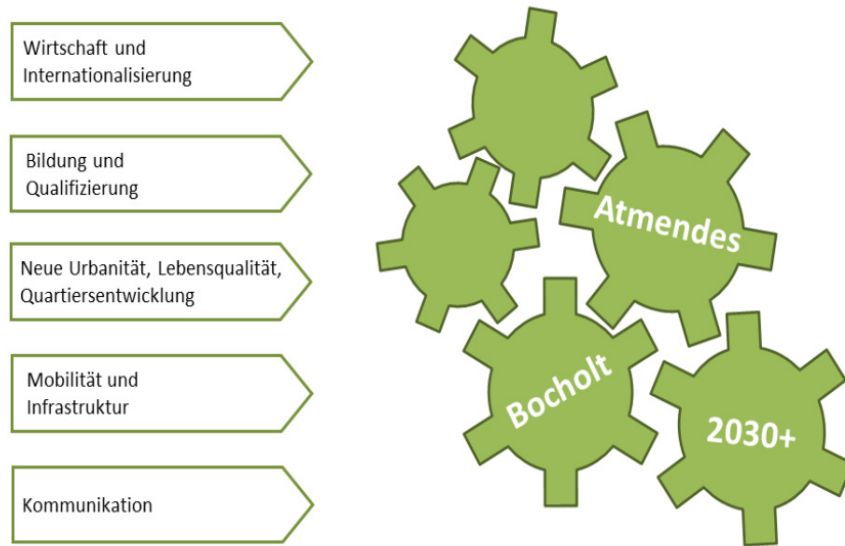 Wirtschaft und
Internationalisierung
Bildung und
Qualifizierung
Neue Urbanität, Lebensqualität,
Quartiersentwicklung
Mobilität und
Infrastruktur
Kommunikation
Atmendes
Bocholt
2030+